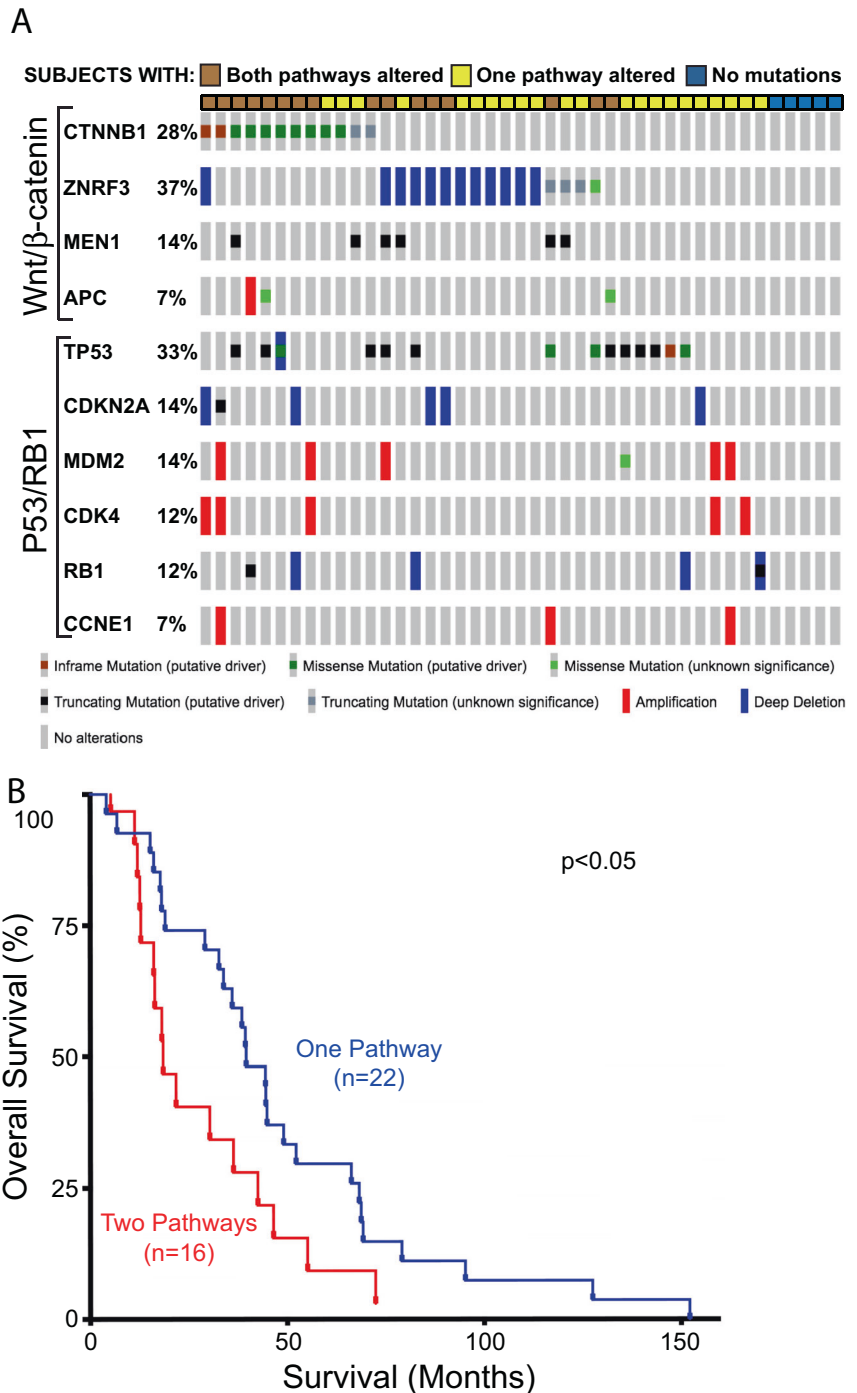 A
SUBJECTS WITH: Both pathways altered One pathway altered No mutations
Wnt/β-catenin
CTNNB1 28%
ZNRF3 37%
MEN1 14%
APC 7%
P53/RB1
TP53 33%
CDKN2A 14%
MDM2 14%
CDK4 12%
RB1 12%
CCNE1 7%
Inframe Mutation (putative driver) Missense Mutation (putative driver) Missense Mutation (unknown significance)
Truncating Mutation (putative driver) Truncating Mutation (unknown significance) Amplification Deep Deletion
No alterations
B
100
p<0.05
75
Overall Survival (%)
One Pathway
(n=22)
50
25
Two Pathways
(n=16)
0
0 50 100 150
Survival (Months)